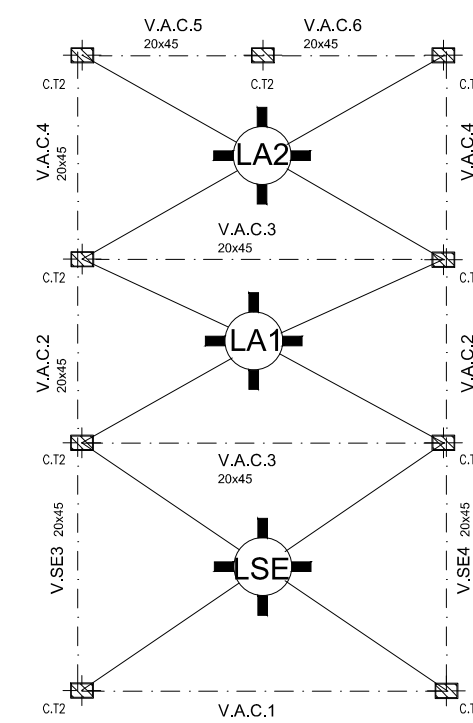 V.A.C.5 V.A.C.6
20x45 20x45
C.T2 C.T2 C.T
V.A.C.4
20x45
LA2
V.A.C.4
V.A.C.3
20x45
C.T2 C.T
V.A.C.2
20x45
LA1
V.A.C.2
C.T2 V.A.C.3 C.T
20x45
V.SE3 20x45
LSE
V.SE4 20x45
C.T2 V.A.C.1 C.T